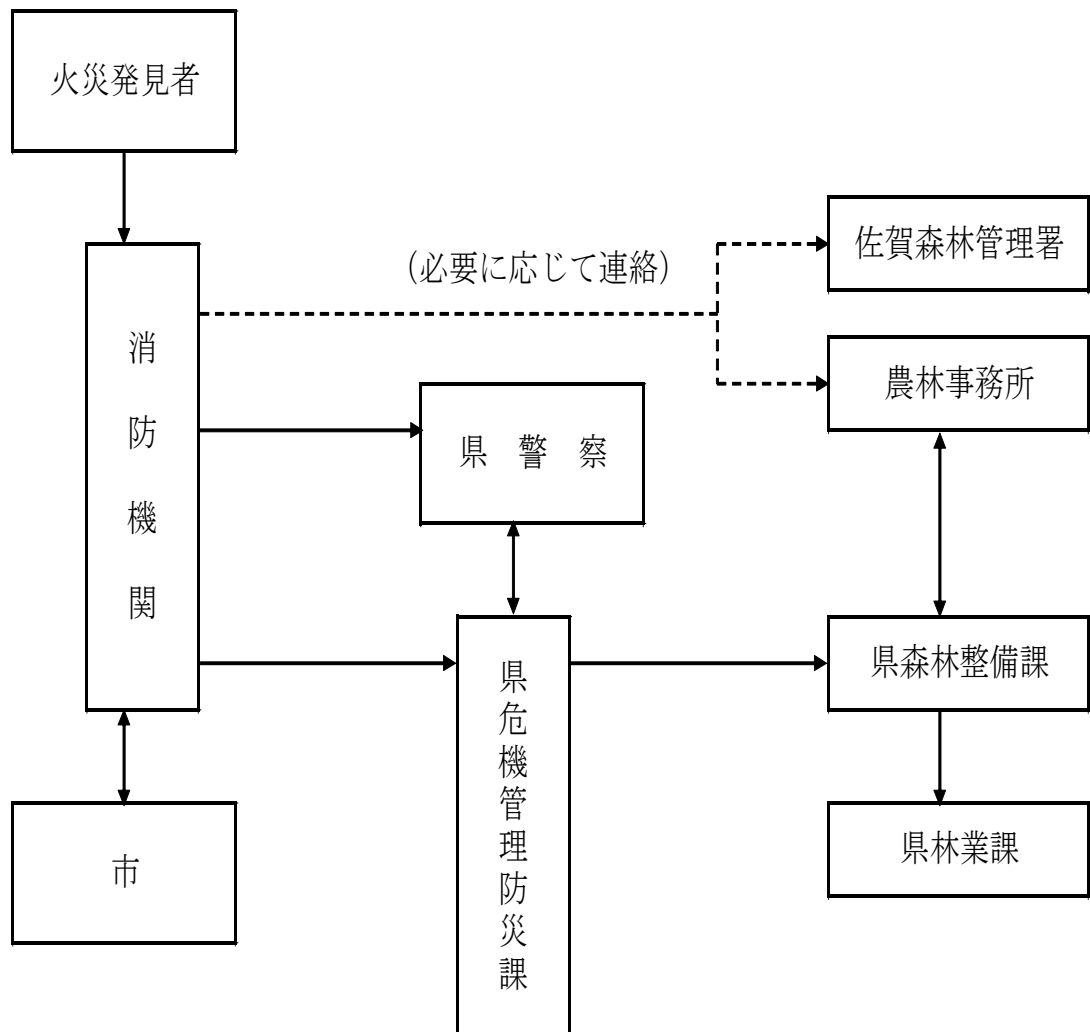 火災発見者
佐賀森林管理署
(必要に応じて連絡)
消防機関
農林事務所
県　警　察
県森林整備課
県危機管理防災課
市
県林業課